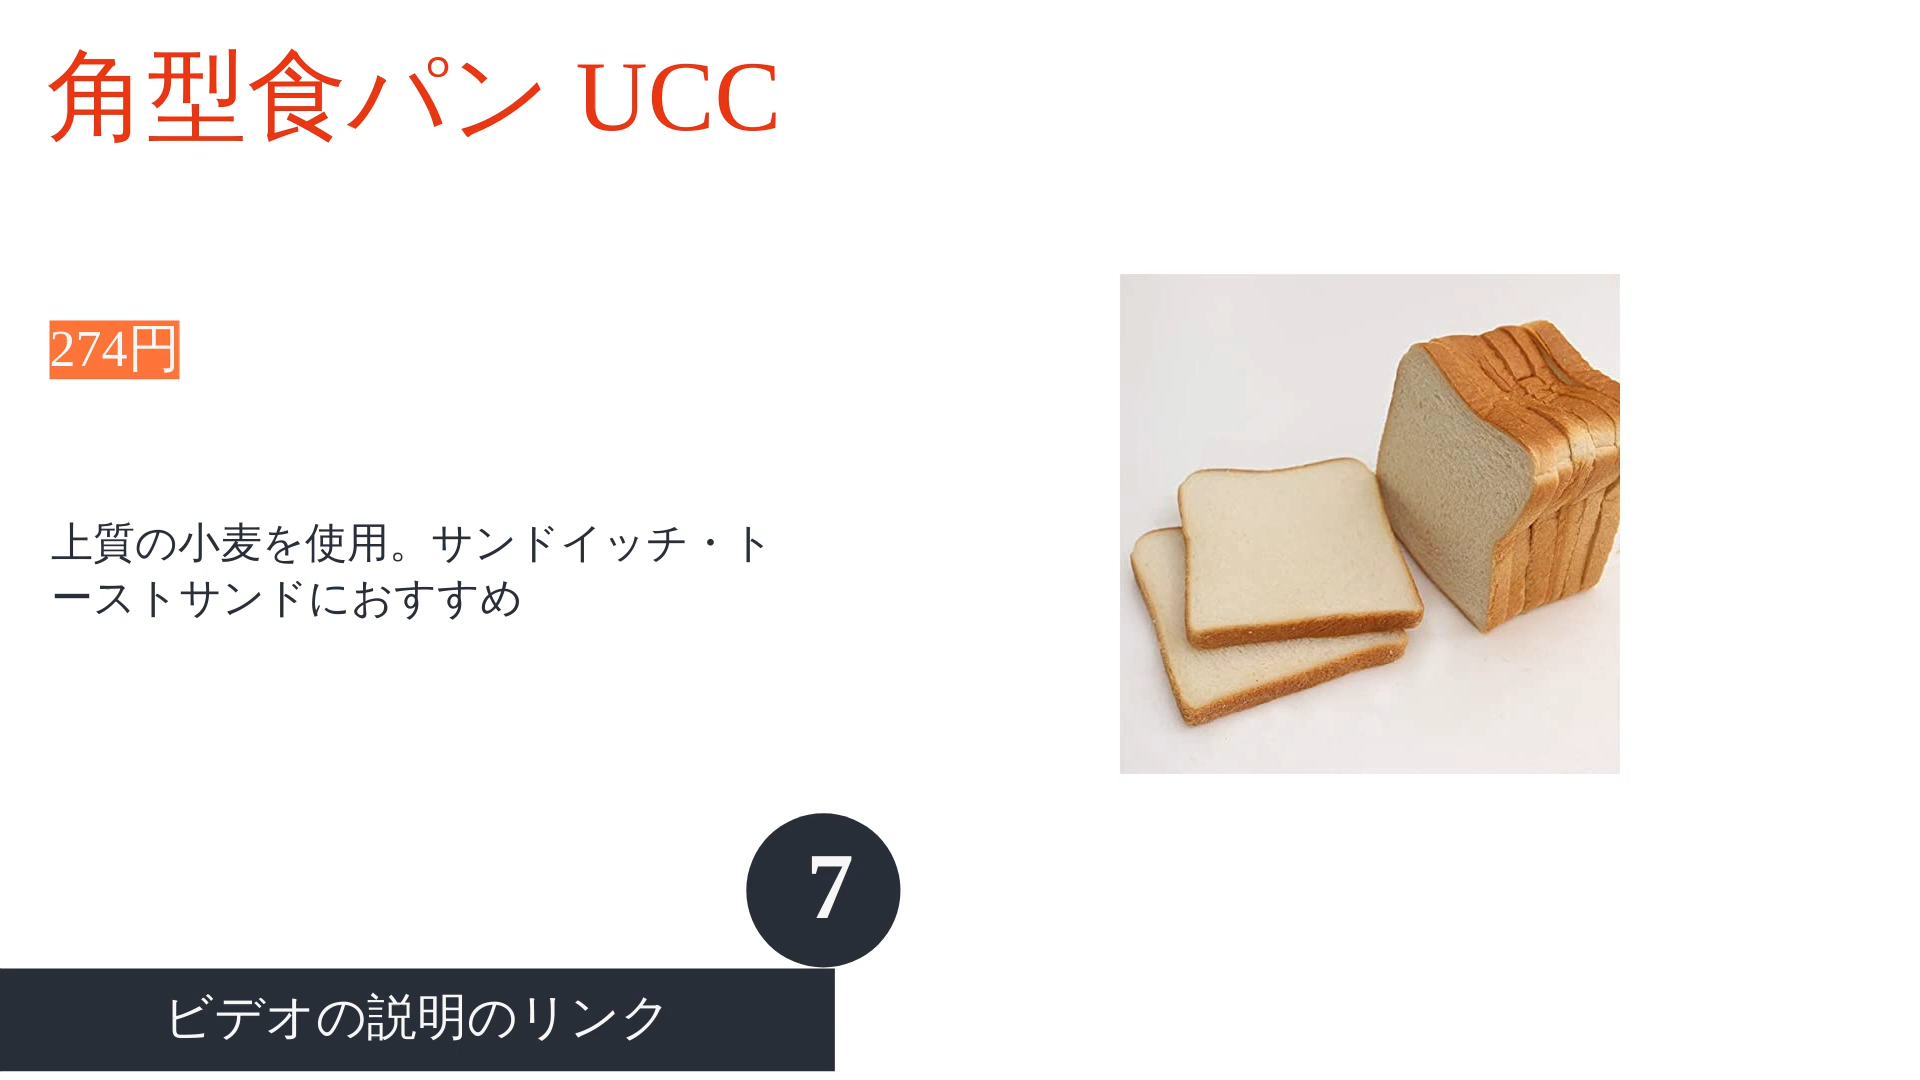 角型食パン UCC
274円
上質の小麦を使用。サンドイッチ・ト
ーストサンドにおすすめ
7
ビデオの説明のリンク